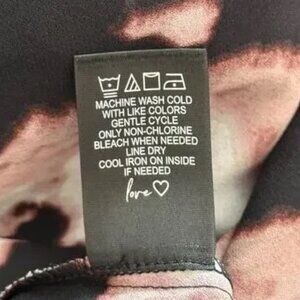 MACHINE WASH COLD
WITH LIKE COLORS
GENTLE CYCLE
ONLY NON-CHLORINE
BLEACH WHEN NEEDED
LINE DRY
COOL IRON ON INSIDE
IF NEEDED
love